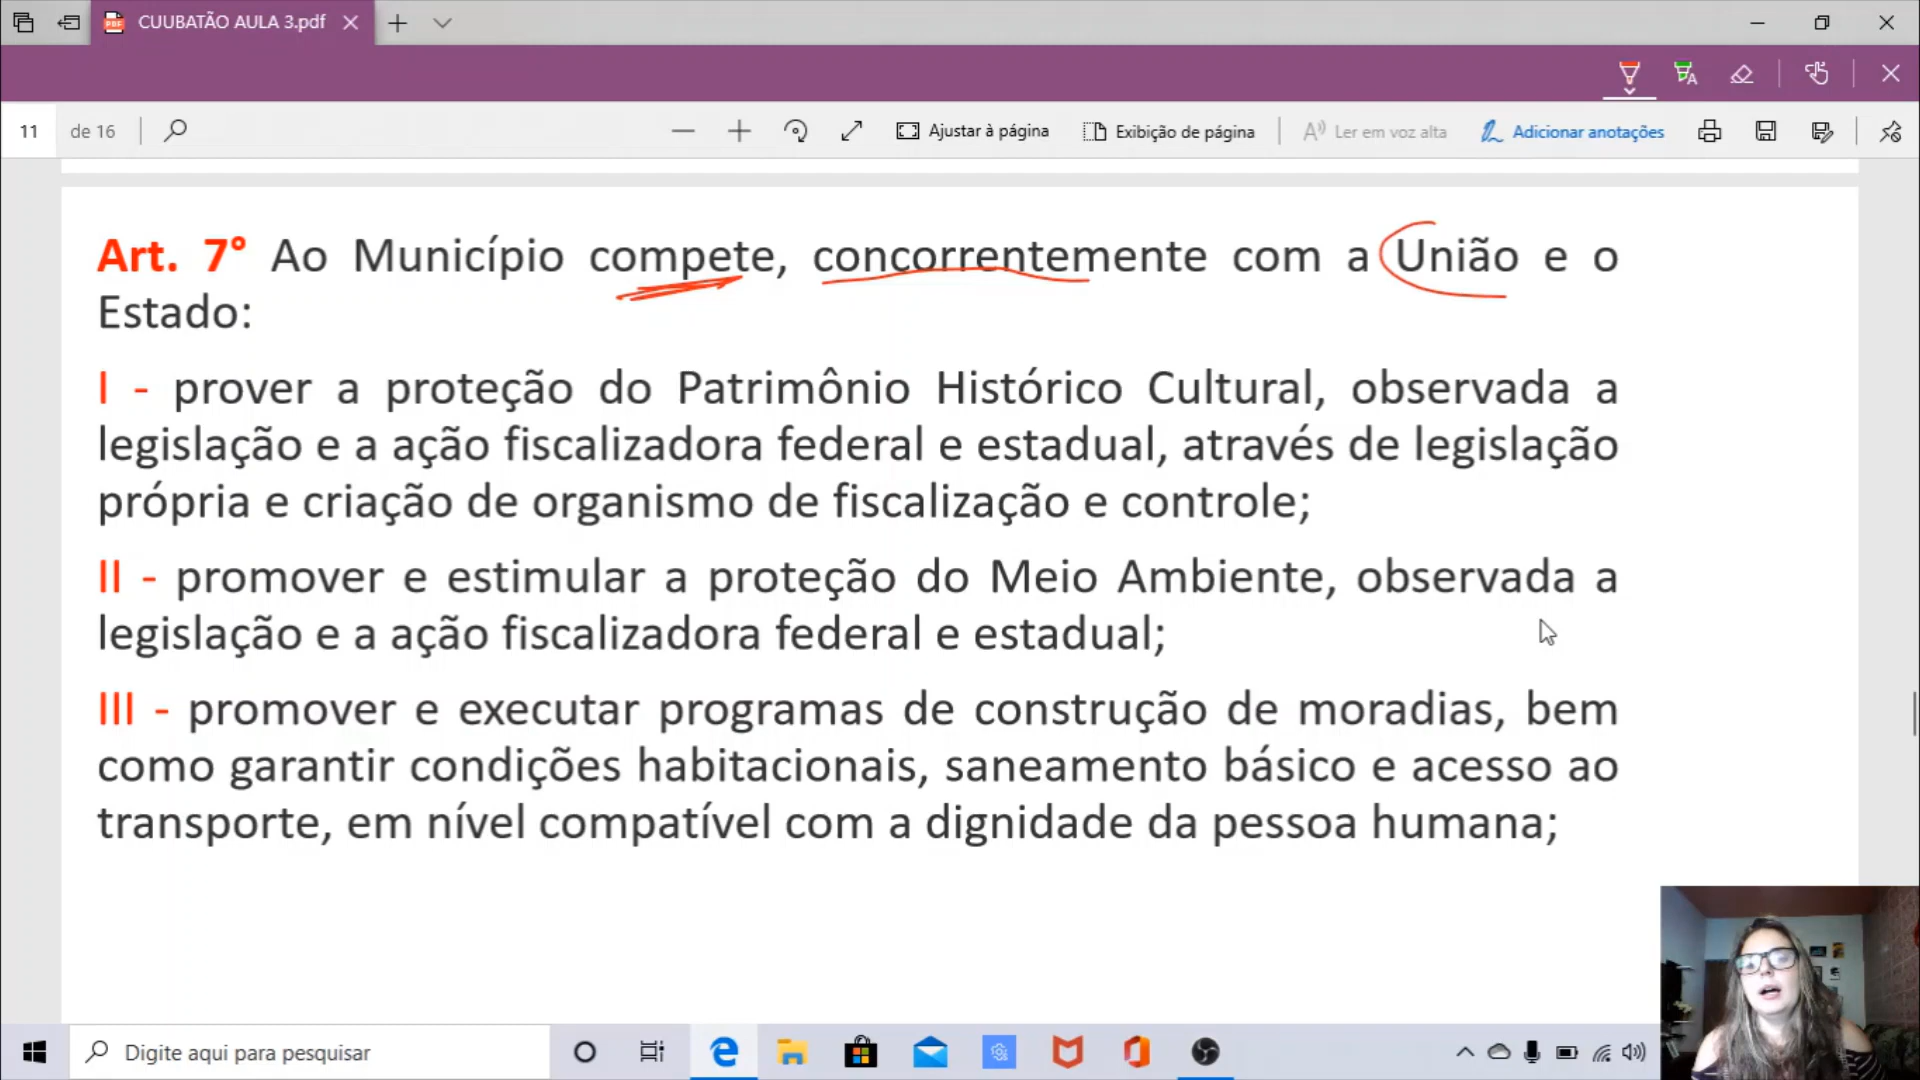 CUUBATÃO AULA 3.pdf
11 de 16
Ajustar à página
Exibição de página
Ler em voz alta
Adicionar anotações
Art. 7° Ao Município compete, concorrentemente com a União e o
Estado:
I - prover a proteção do Patrimônio Histórico Cultural, observada a
legislação e a ação fiscalizadora federal e estadual, através de legislação
própria e criação de organismo de fiscalização e controle;
II - promover e estimular a proteção do Meio Ambiente, observada a
legislação e a ação fiscalizadora federal e estadual;
III - promover e executar programas de construção de moradias, bem
como garantir condições habitacionais, saneamento básico e acesso ao
transporte, em nível compatível com a dignidade da pessoa humana;
Digite aqui para pesquisar